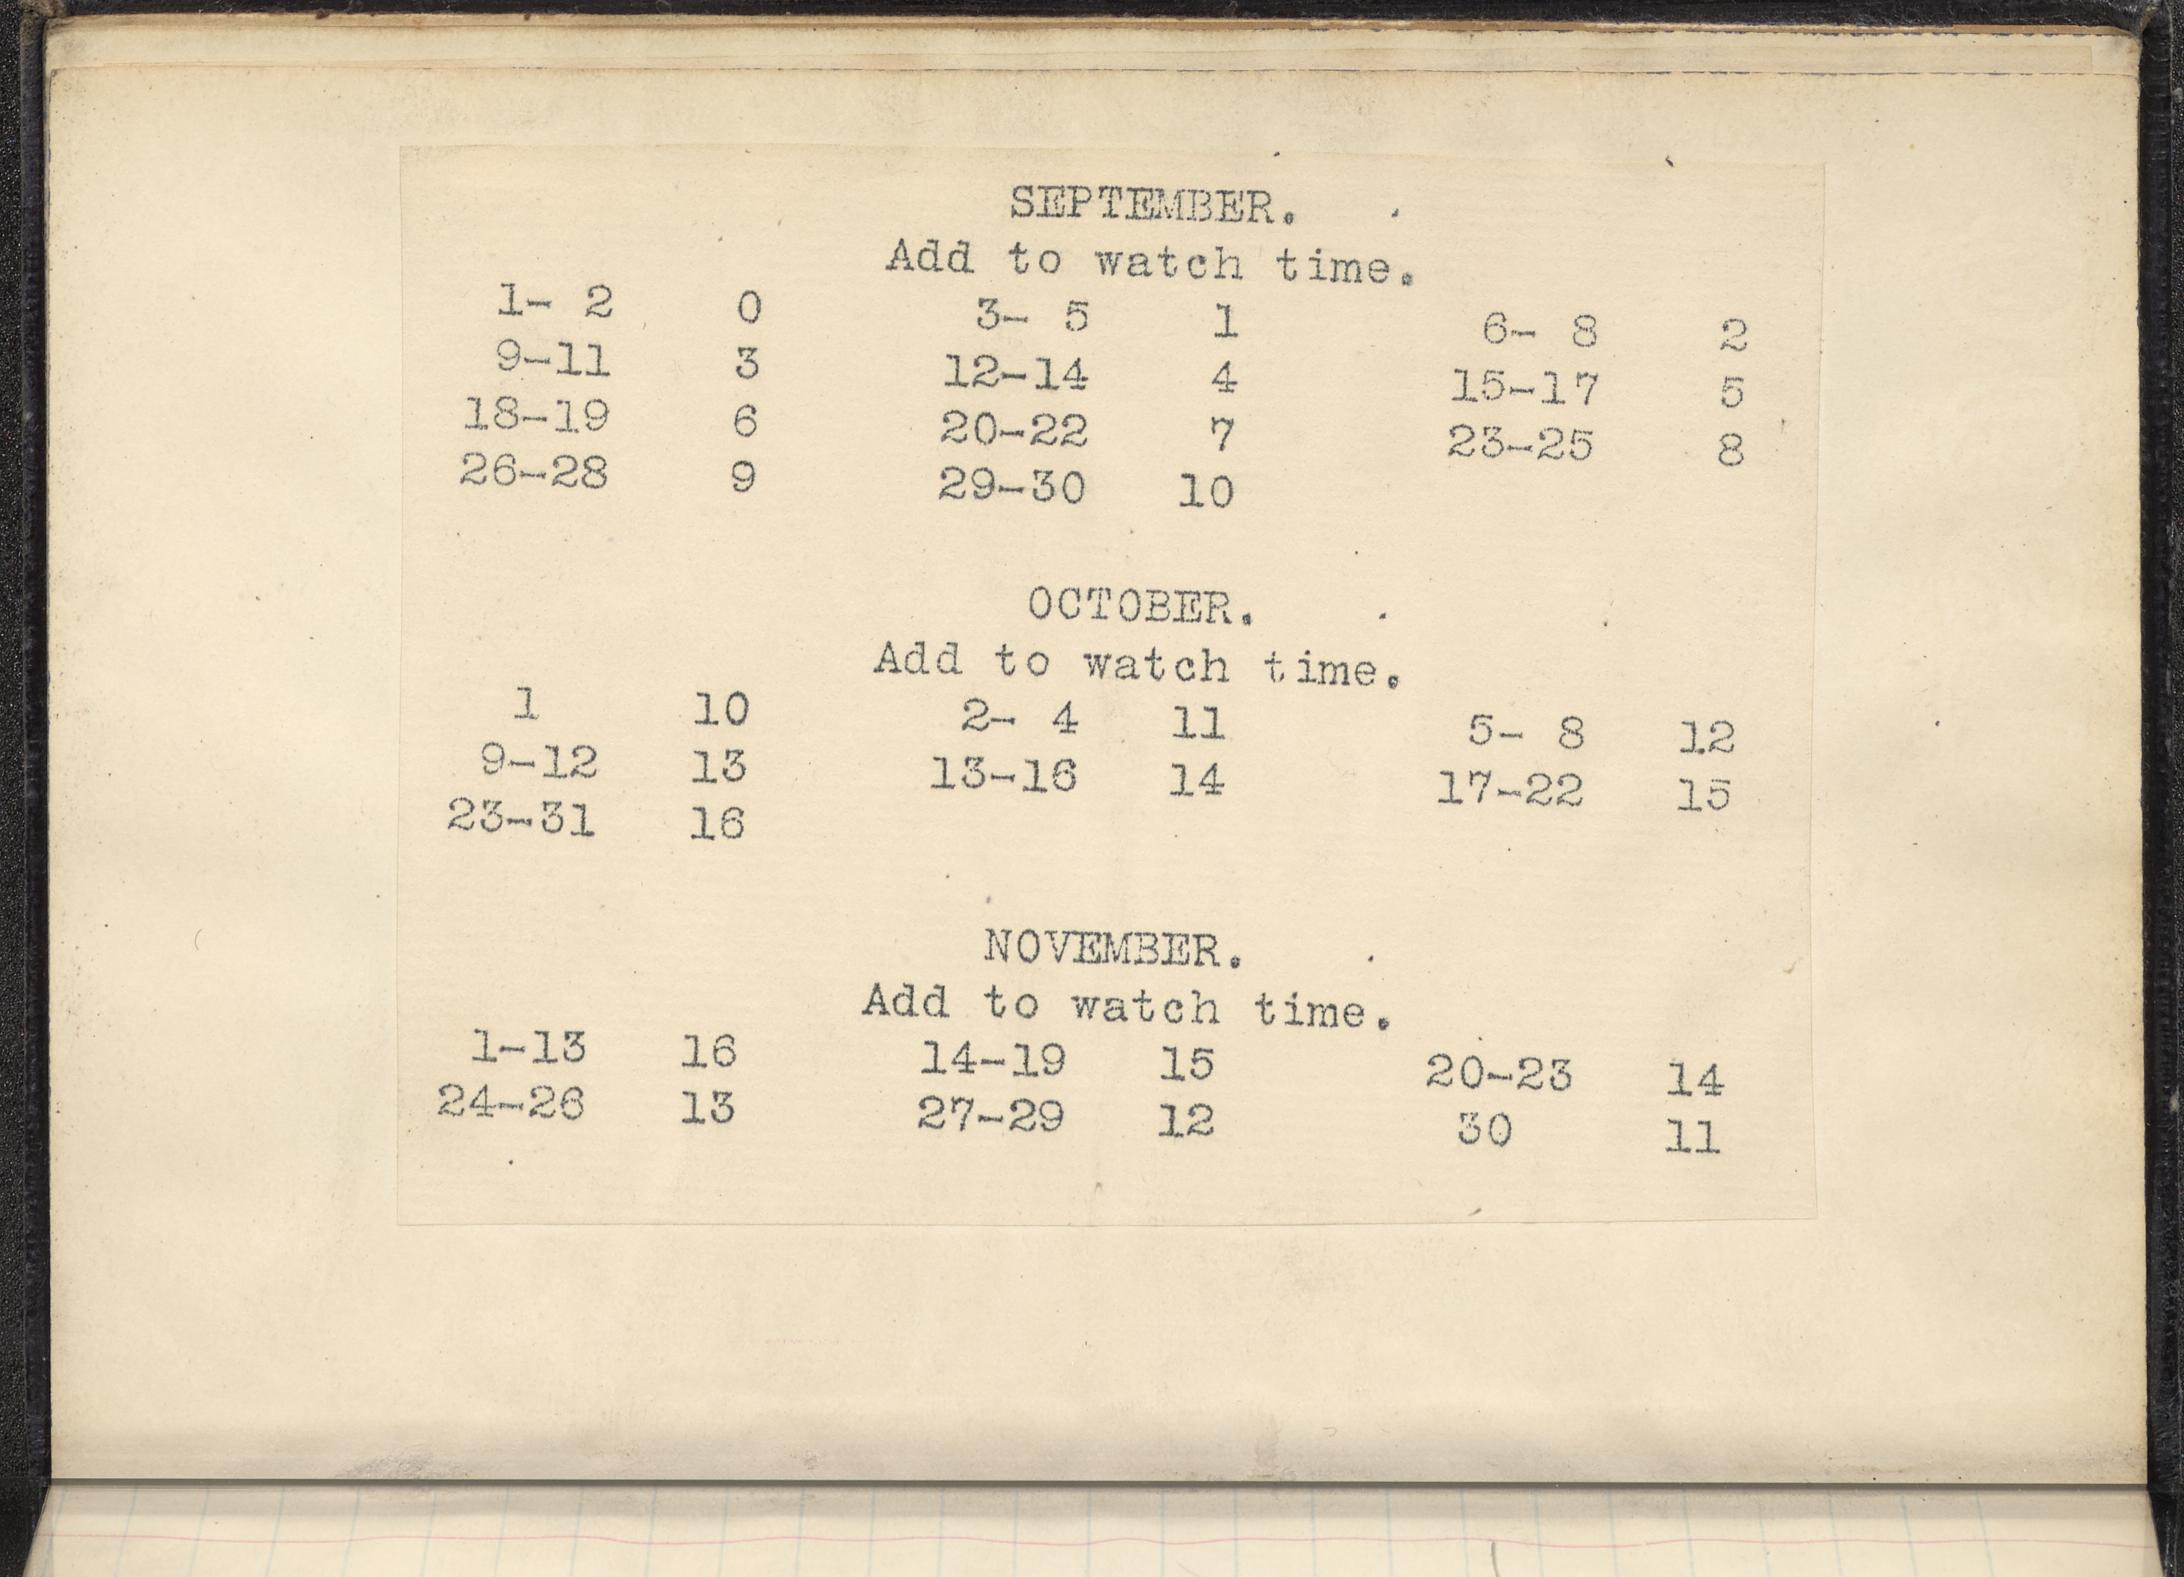 SEPTEMBER.
Add to watch time.
1- 2 0 3- 5 1 6- 8 2
9-11 3 12-14 4 15-17 5
18-19 6 20-22 7 23-25 8
26-28 9 29-30 10
OCTOBER.
Add to watch time.
1 10 2- 4 11 5- 8 12
9-12 13 13-16 14 17-22 15
23-31 16
NOVEMBER.
Add to watch time.
1-13 16 14-19 15 20-23 14
24-26 13 27-29 12 30 11